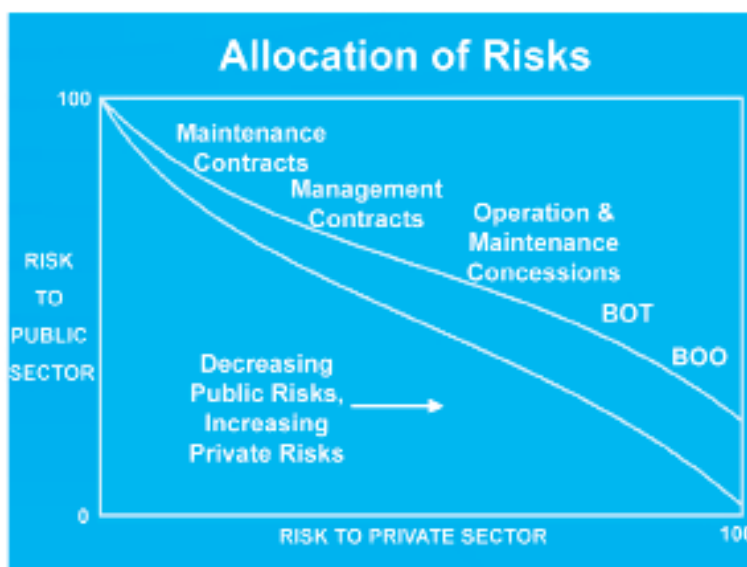 Allocation of Risks
100
Maintenance
Contracts
Management
Contracts
Operation &
Maintenance
Concessions
BOT
BOO
RISK
TO
PUBLIC
SECTOR
Decreasing
Public Risks,
Increasing
Private Risks
0
RISK TO PRIVATE SECTOR
100